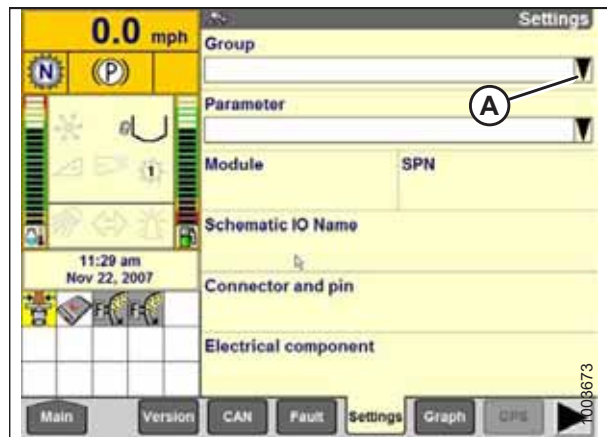 0.0 mph
Settings
Group
N
(P)
A
Parameter
Module
SPN
1
Schematic IO Name
11:29 am
Nov 22, 2007
Connector and pin
Electrical component
Main
Version
CAN
Fault
Settings
Graph
GPS
1003673